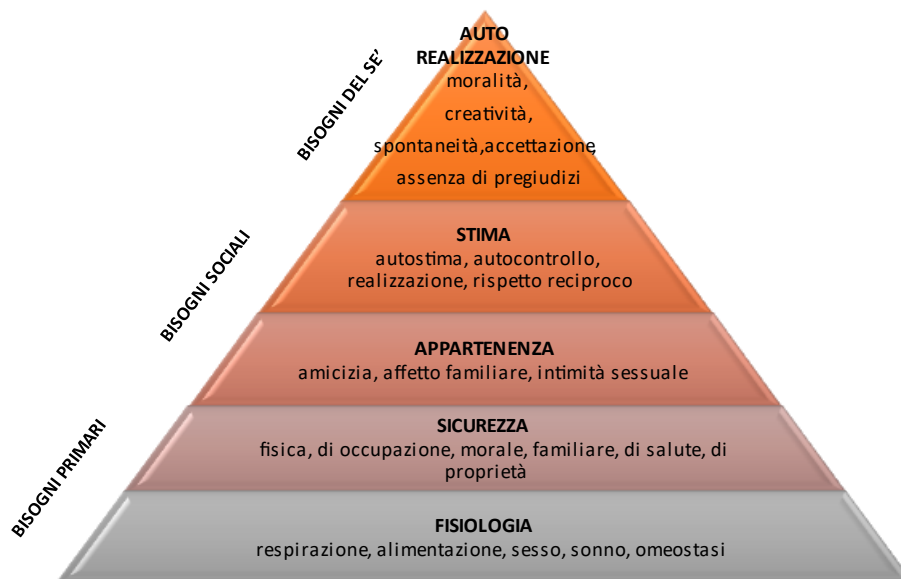 AUTO
REALIZZAZIONE
moralità,
creatività,
spontaneità,accettazione,
assenza di pregiudizi
BISOGNI DEL SE'
STIMA
autostima, autocontrollo,
realizzazione, rispetto reciproco
BISOGNI SOCIALI
APPARTENENZA
amicizia, affetto familiare, intimità sessuale
SICUREZZA
fisica, di occupazione, morale, familiare, di salute, di
proprietà
BISOGNI PRIMARI
FISIOLOGIA
respirazione, alimentazione, sesso, sonno, omeostasi